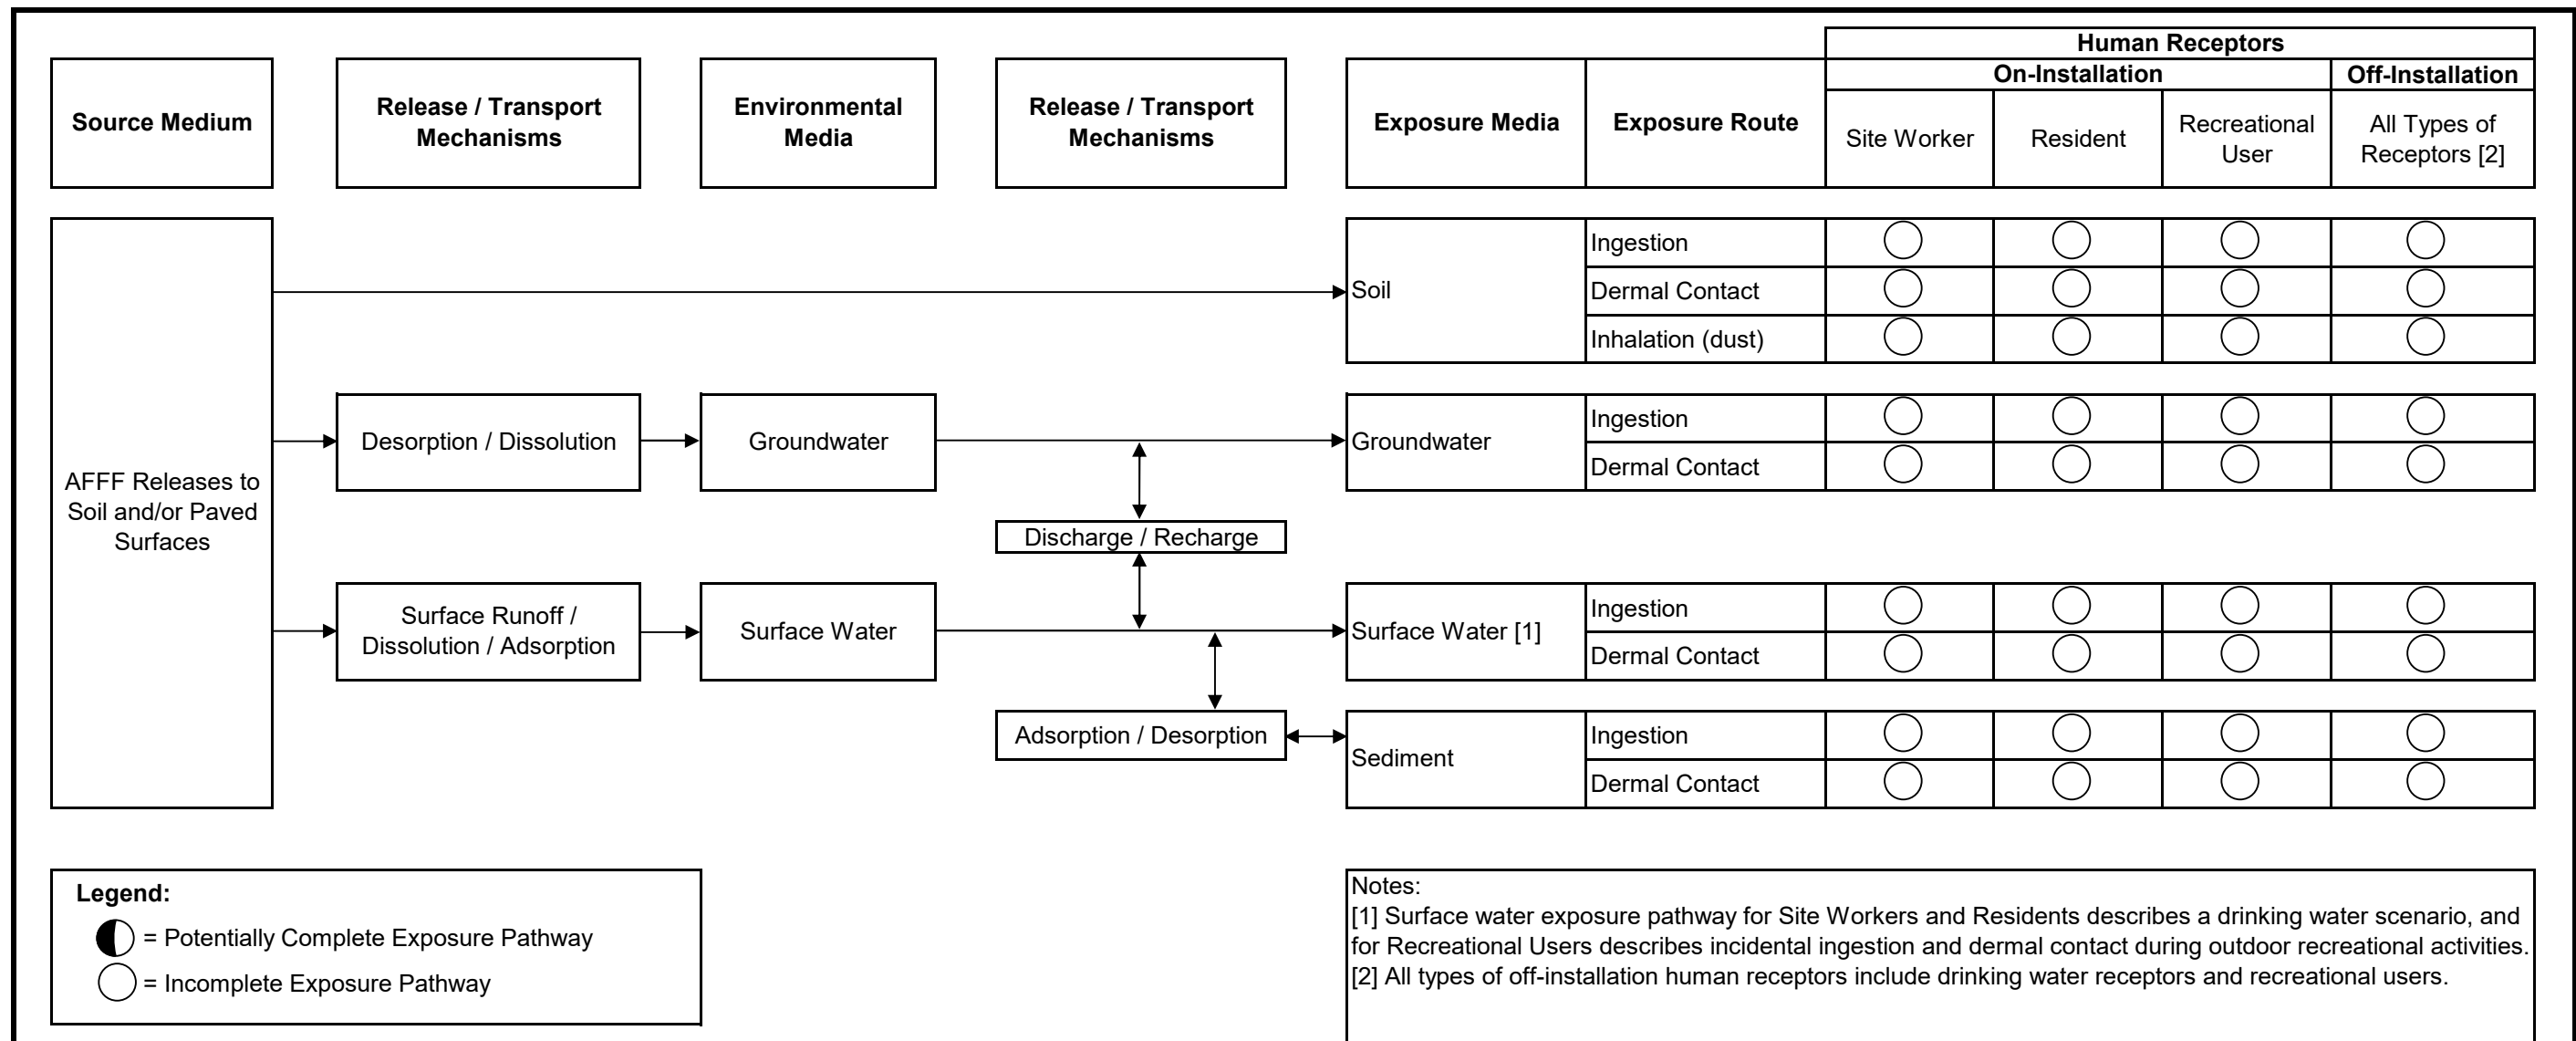 Human Receptors
On-Installation
Off-Installation
Source Medium
Release / Transport
Mechanisms
Environmental
Media
Release / Transport
Mechanisms
Exposure Media
Exposure Route
Site Worker
Resident
Recreational
User
All Types of
Receptors [2]
AFFF Releases to
Soil and/or Paved
Surfaces
Soil
Ingestion
Dermal Contact
Inhalation (dust)
Desorption / Dissolution
Groundwater
Groundwater
Ingestion
Dermal Contact
Discharge / Recharge
Surface Runoff /
Dissolution / Adsorption
Surface Water
Surface Water [1]
Ingestion
Dermal Contact
Adsorption / Desorption
Sediment
Ingestion
Dermal Contact
Legend:
= Potentially Complete Exposure Pathway
= Incomplete Exposure Pathway
Notes:
[1] Surface water exposure pathway for Site Workers and Residents describes a drinking water scenario, and
for Recreational Users describes incidental ingestion and dermal contact during outdoor recreational activities.
[2] All types of off-installation human receptors include drinking water receptors and recreational users.